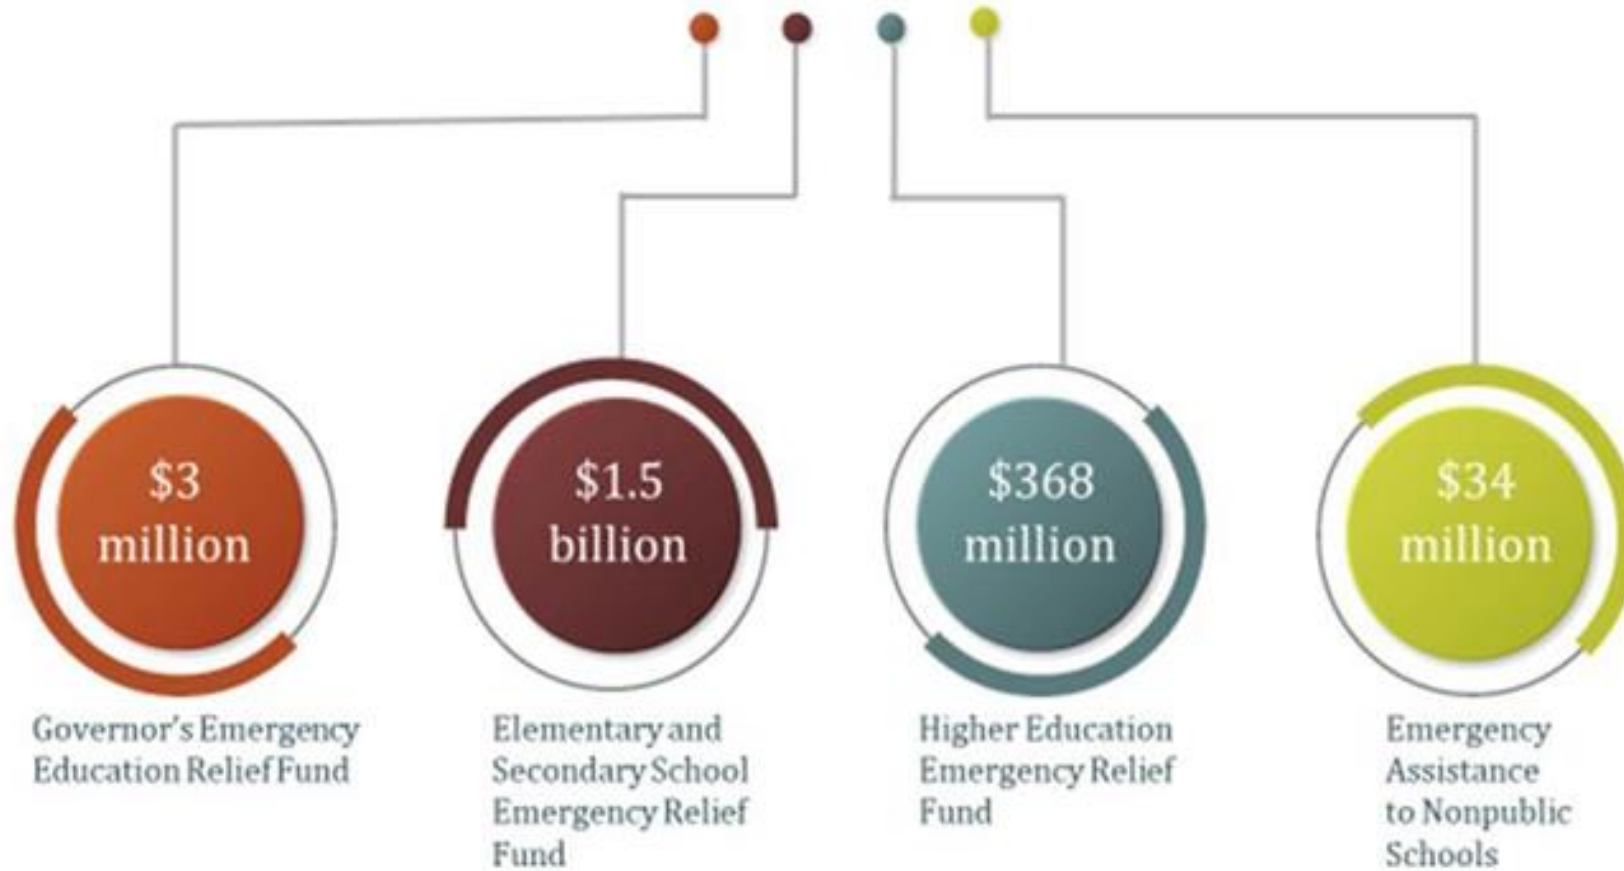 $3
million
Governor's Emergency
Education Relief Fund
$1.5
billion
Elementary and
Secondary School
Emergency Relief
Fund
$368
million
Higher Education
Emergency Relief
Fund
$34
million
Emergency
Assistance
to Nonpublic
Schools